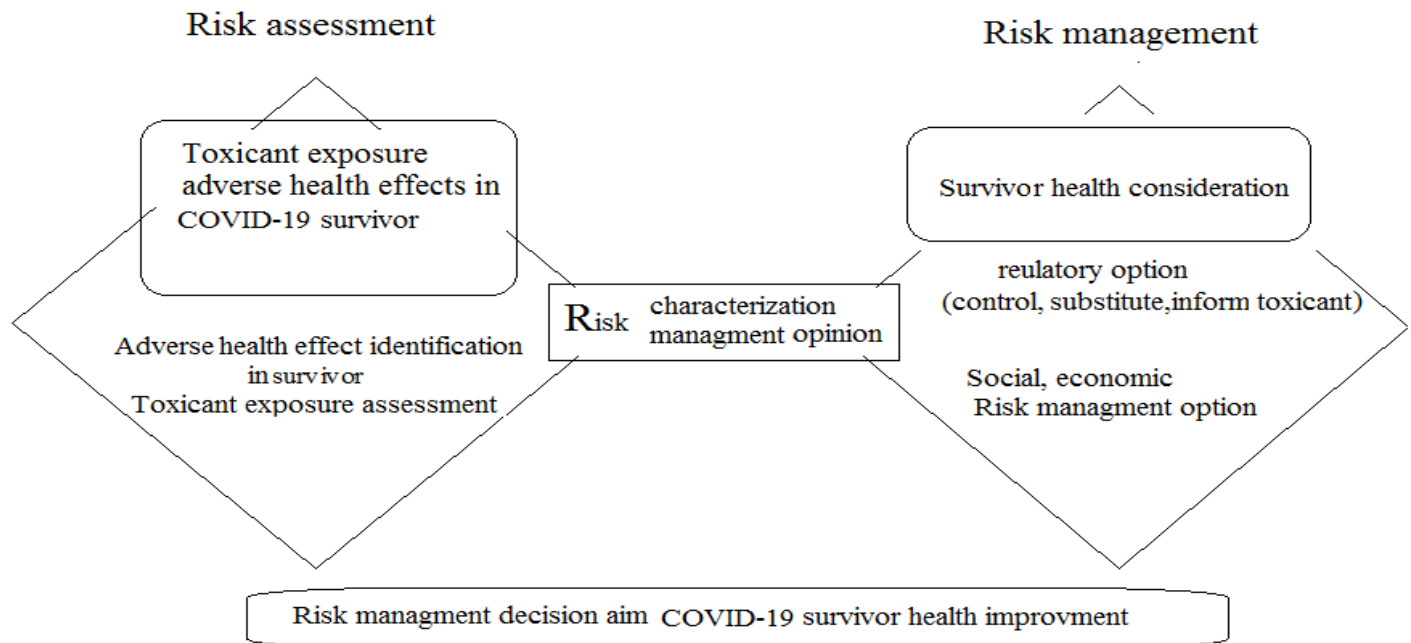 Risk assessment
Risk management
Toxicant exposure
adverse health effects in
COVID-19 survivor
Survivor health consideration
Risk characterization
managment opinion
reulatory option
(control, substitute,inform toxicant)
Adverse health effect identification
in survivor
Toxicant exposure assessment
Social, economic
Risk managment option
Risk managment decision aim COVID-19 survivor health improvment